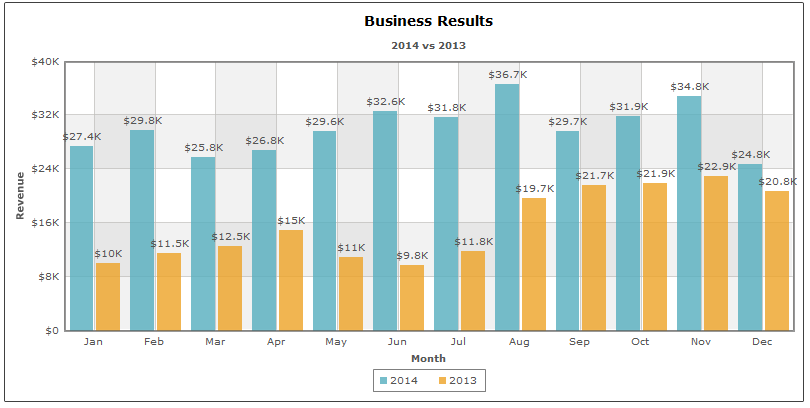 Business Results
2014 vs 2013
$40K
$32K
$24K
$16K
$8K
$0
Revenue
$27.4K
$10K
$29.8K
$11.5K
$25.8K
$12.5K
$26.8K
$15K
$29.6K
$11K
$32.6K
$9.8K
$31.8K
$11.8K
$36.7K
$19.7K
$29.7K
$21.7K
$31.9K
$21.9K
$34.8K
$22.9K
$24.8K
$20.8K
Jan Feb Mar Apr May Jun Jul Aug Sep Oct Nov Dec
Month
2014 2013